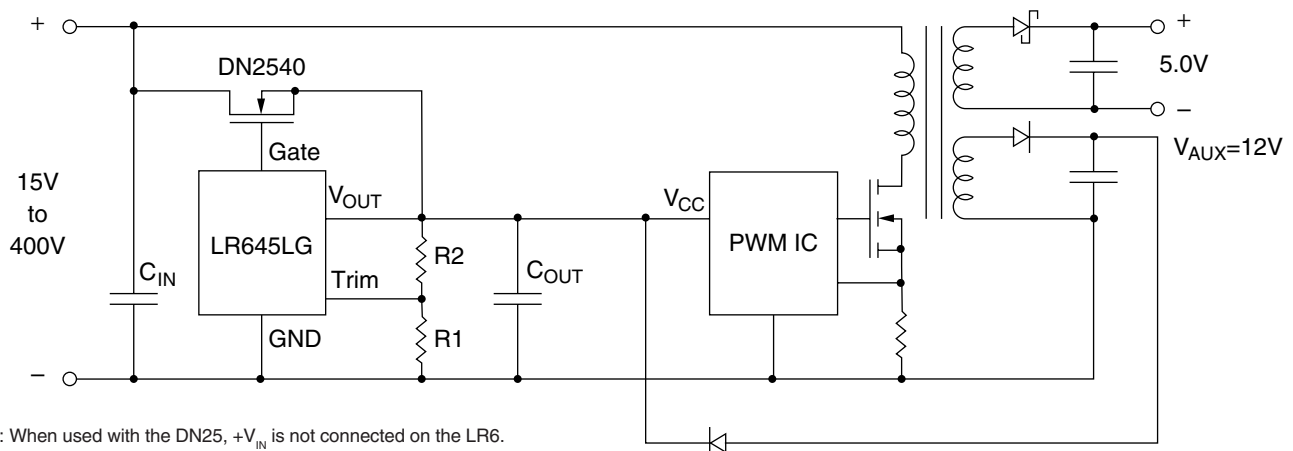 +
DN2540
Gate
15V
to
400V
V_OUT
LR645LG
Trim
GND
C_IN
R2
R1
C_OUT
V_CC
PWM IC
+
5.0V
–
V_AUX=12V
–
: When used with the DN25, +V_IN is not connected on the LR6.